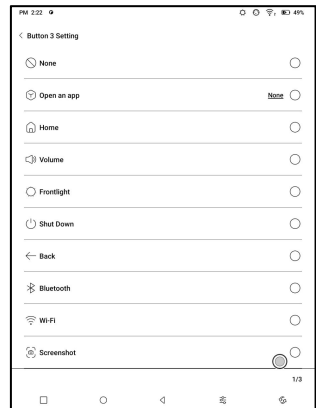 PM 2:22
49%
Button 3 Setting
None
Open an app None
Home
Volume
Frontlight
Shut Down
Back
Bluetooth
Wi-Fi
Screenshot
1/3